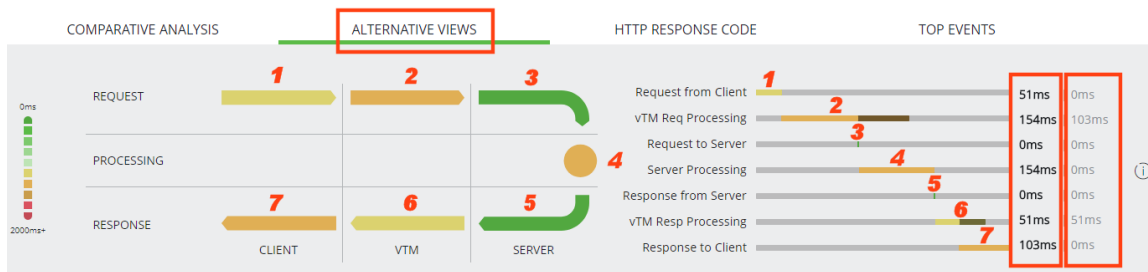 COMPARATIVE ANALYSIS ALTERNATIVE VIEWS HTTP RESPONSE CODE TOP EVENTS
0ms
2000ms+
1 2 3
REQUEST
PROCESSING
4
7 6 5
RESPONSE
CLIENT VTM SERVER
Request from Client 1 51ms 0ms
vTM Req Processing 2 154ms 103ms
Request to Server 3 0ms 0ms
Server Processing 4 154ms 0ms
Response from Server 5 0ms 0ms
vTM Resp Processing 6 51ms 51ms
Response to Client 7 103ms 0ms
i